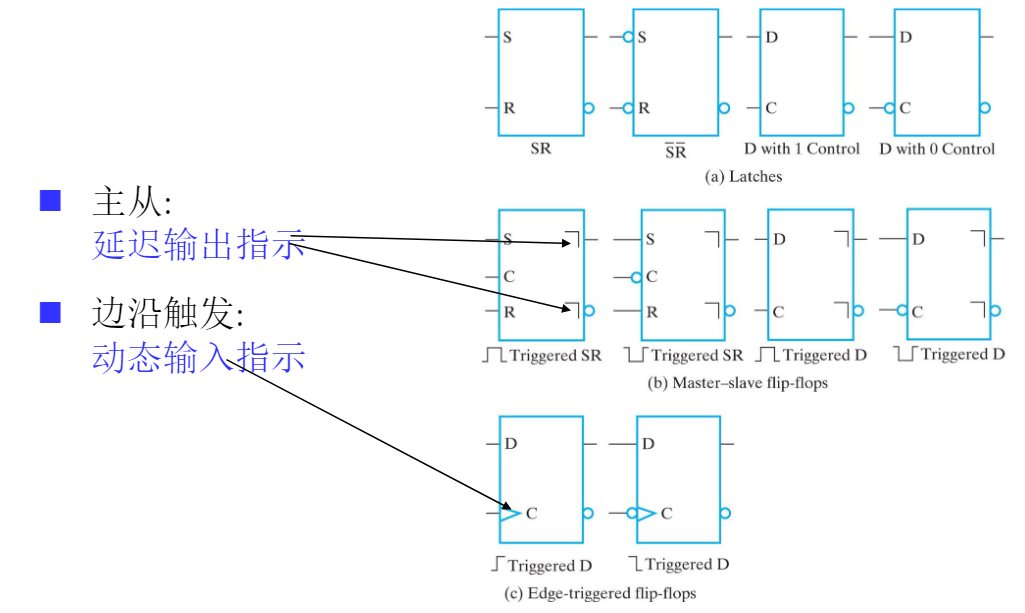 S
S
D
D
R
R
C
C
SR
S̅R̅
D with 1 Control
D with 0 Control
(a) Latches
■ 主从:
延迟输出指示
■ 边沿触发:
动态输入指示
S
S
D
D
C
C
R
R
C
C
Triggered SR
Triggered SR
Triggered D
Triggered D
(b) Master–slave flip-flops
D
D
C
C
Triggered D
Triggered D
(c) Edge-triggered flip-flops